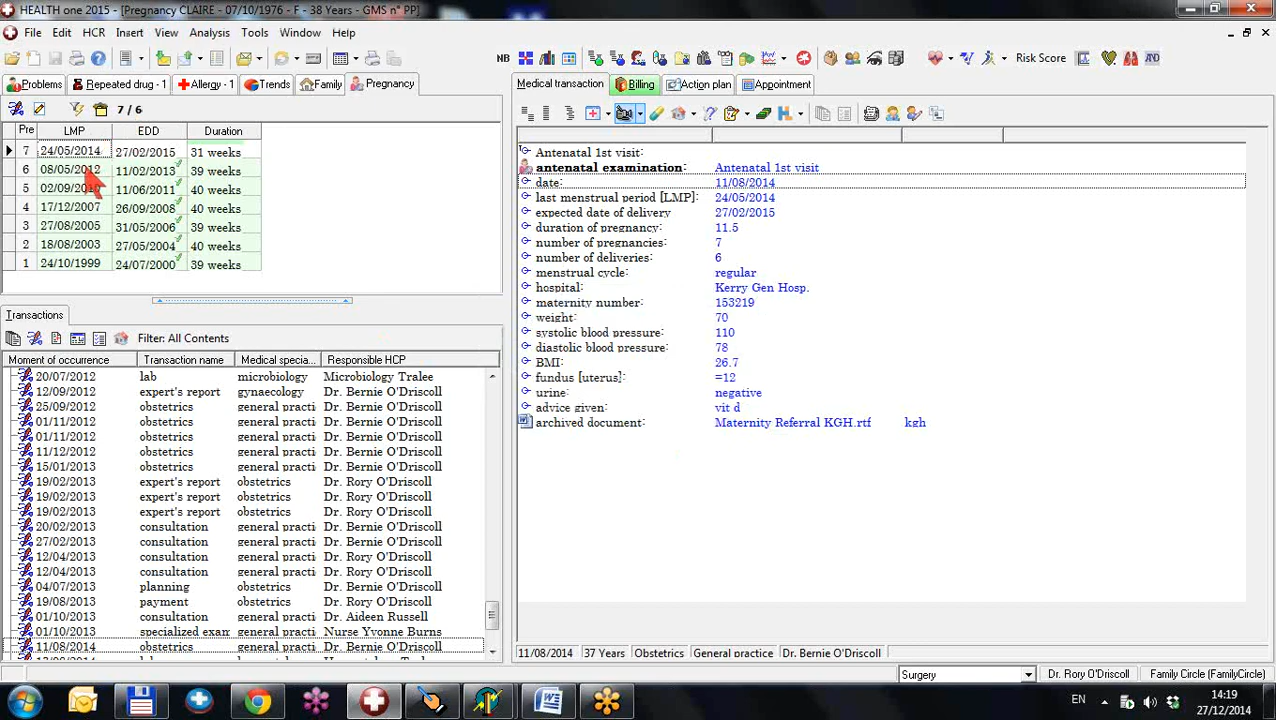 HEALTH one 2015 - [Pregnancy CLAIRE - 07/10/1976 - F - 38 Years - GMS n° PP]
File Edit HCR Insert View Analysis Tools Window Help
NB Risk Score AND
Problems Repeated drug - 1 Allergy - 1 Trends Family Pregnancy
7 / 6
Pre LMP EDD Duration
7 24/05/2014 27/02/2015 31 weeks
6 08/05/2012 11/02/2013 39 weeks
5 11/06/2011 40 weeks
4 17/12/2007 26/09/2008 40 weeks
3 27/08/2005 31/05/2006 39 weeks
2 18/08/2003 27/05/2004 40 weeks
1 24/10/1999 24/07/2000 39 weeks
Transactions
Filter: All Contents
Moment of occurrence Transaction name Medical specia... Responsible HCP
20/07/2012 lab microbiology Microbiology Tralee
12/09/2012 expert's report gynaecology Dr. Bernie O'Driscoll
25/09/2012 obstetrics general practi Dr. Bernie O'Driscoll
01/11/2012 obstetrics general practi Dr. Bernie O'Driscoll
01/11/2012 obstetrics general practi Dr. Bernie O'Driscoll
11/12/2012 obstetrics general practi Dr. Bernie O'Driscoll
15/01/2013 obstetrics general practi Dr. Bernie O'Driscoll
19/02/2013 expert's report obstetrics Dr. Rory O'Driscoll
19/02/2013 expert's report obstetrics Dr. Rory O'Driscoll
19/02/2013 expert's report obstetrics Dr. Rory O'Driscoll
20/02/2013 consultation general practi Dr. Bernie O'Driscoll
27/02/2013 consultation general practi Dr. Bernie O'Driscoll
12/04/2013 consultation general practi Dr. Rory O'Driscoll
12/04/2013 consultation general practi Dr. Rory O'Driscoll
04/07/2013 planning obstetrics Dr. Bernie O'Driscoll
19/08/2013 payment obstetrics Dr. Rory O'Driscoll
01/10/2013 consultation general practi Dr. Aideen Russell
01/10/2013 specialized exam general practi Nurse Yvonne Burns
11/08/2014 obstetrics general practi Dr. Bernie O'Driscoll
Medical transaction Billing Action plan Appointment
Antenatal 1st visit:
antenatal examination: Antenatal 1st visit
date: 11/08/2014
last menstrual period [LMP]: 24/05/2014
expected date of delivery 27/02/2015
duration of pregnancy: 11.5
number of pregnancies: 7
number of deliveries: 6
menstrual cycle: regular
hospital: Kerry Gen Hosp.
maternity number: 153219
weight: 70
systolic blood pressure: 110
diastolic blood pressure: 78
BMI: 26.7
fundus [uterus]: =12
urine: negative
advice given: vit d
archived document: Maternity Referral KGH.rtf kgh
11/08/2014 37 Years Obstetrics General practice Dr. Bernie O'Driscoll
Surgery Dr. Rory O'Driscoll Family Circle (FamilyCircle)
EN 14:19
27/12/2014